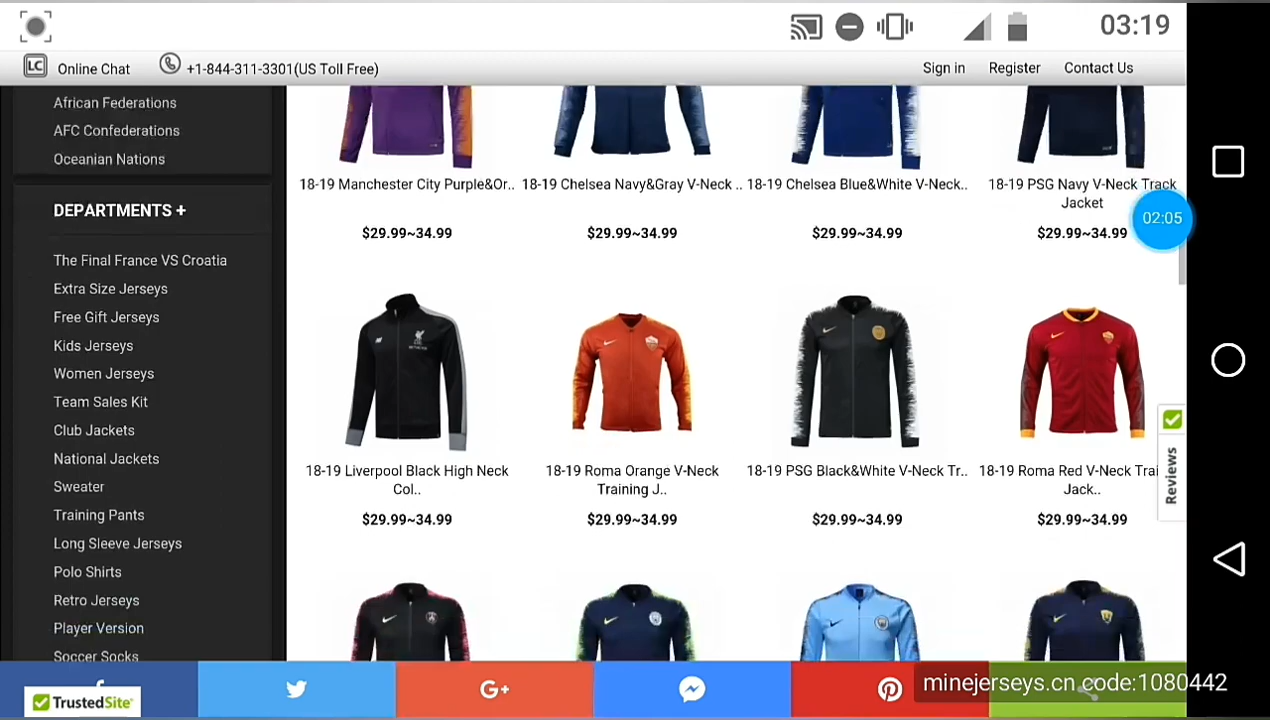 03:19
LC Online Chat +1-844-311-3301(US Toll Free) Sign in Register Contact Us
African Federations
AFC Confederations
Oceanian Nations
DEPARTMENTS +
The Final France VS Croatia
Extra Size Jerseys
Free Gift Jerseys
Kids Jerseys
Women Jerseys
Team Sales Kit
Club Jackets
National Jackets
Sweater
Training Pants
Long Sleeve Jerseys
Polo Shirts
Retro Jerseys
Player Version
Soccer Socks
18-19 Manchester City Purple&Or..
$29.99~34.99
18-19 Chelsea Navy&Gray V-Neck ..
$29.99~34.99
18-19 Chelsea Blue&White V-Neck..
$29.99~34.99
18-19 PSG Navy V-Neck Track
Jacket
$29.99~34.99
02:05
18-19 Liverpool Black High Neck
Col..
$29.99~34.99
18-19 Roma Orange V-Neck
Training J..
$29.99~34.99
18-19 PSG Black&White V-Neck Tr..
$29.99~34.99
18-19 Roma Red V-Neck Trai
Jack..
$29.99~34.99
Reviews
TrustedSite
G+
minejerseys.cn code:1080442